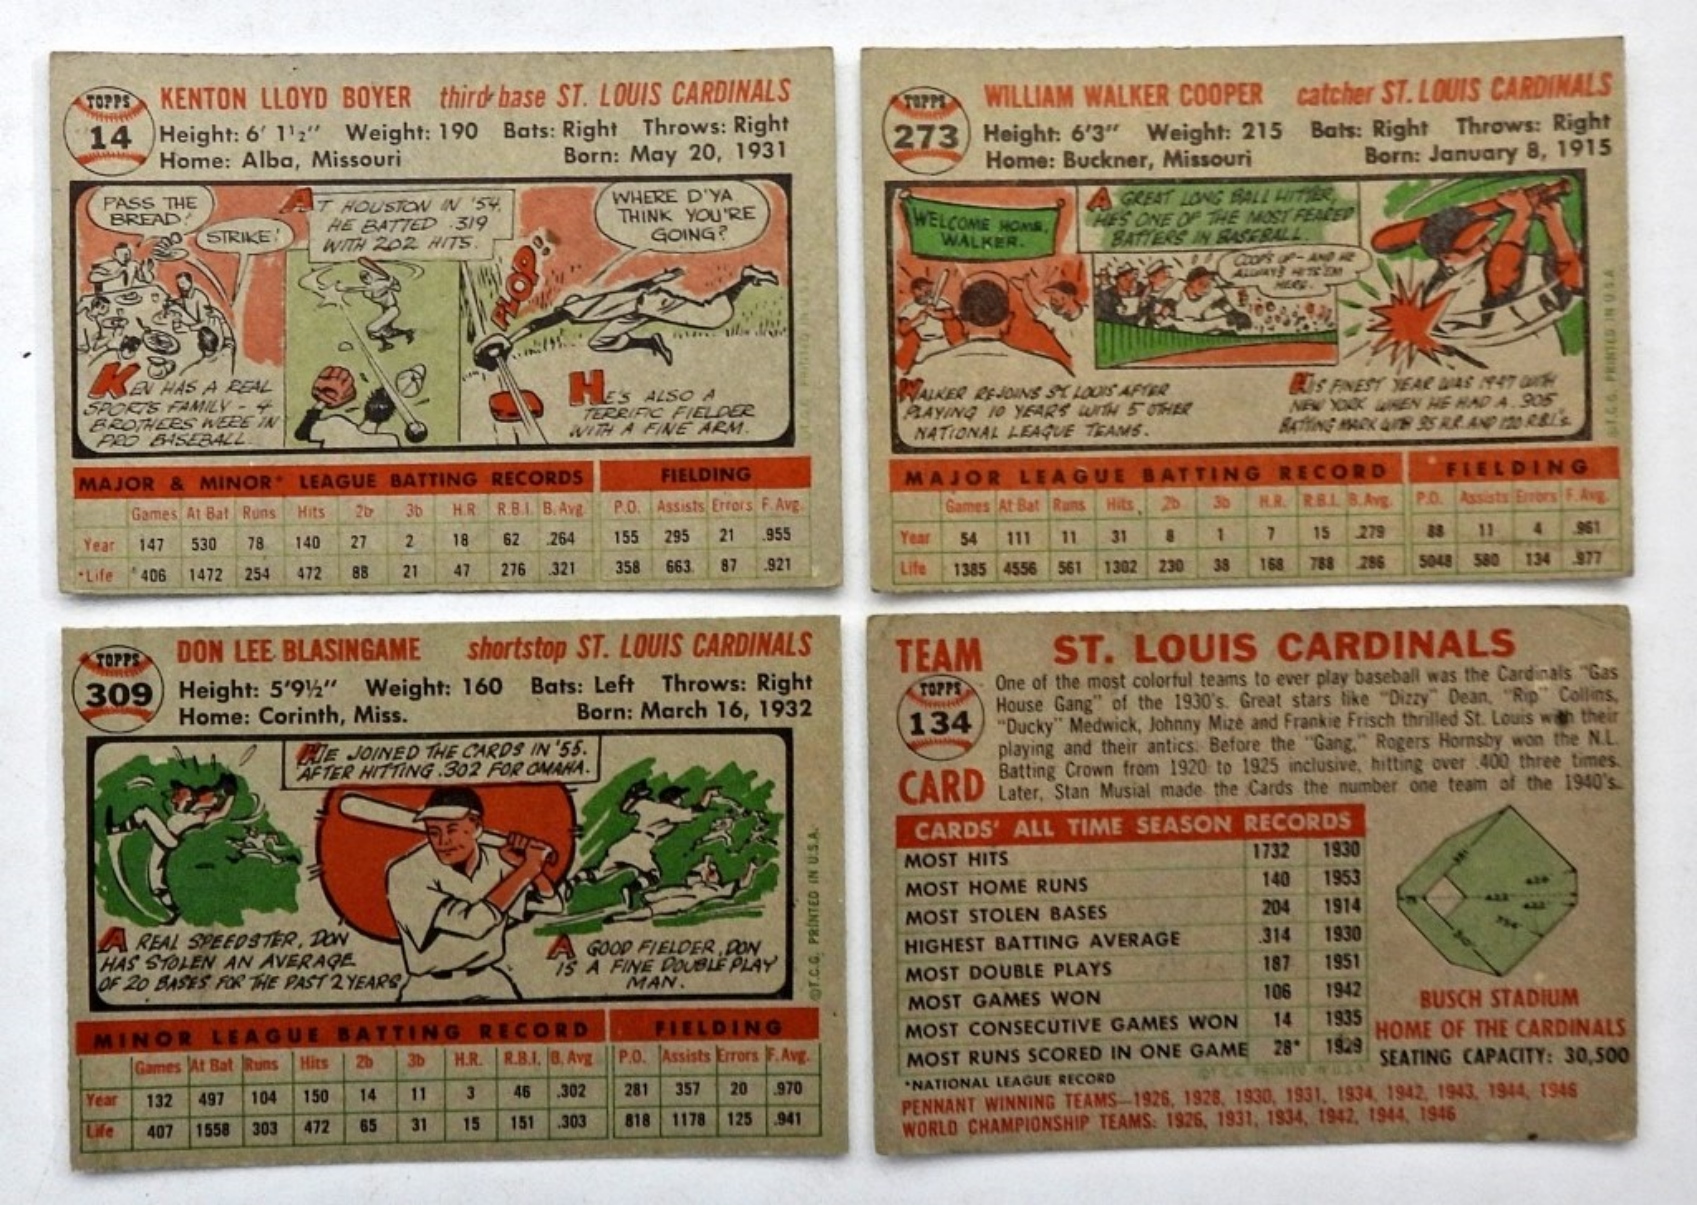 TOPPS
14
KENTON LLOYD BOYER third base ST. LOUIS CARDINALS
Height: 6' 1½" Weight: 190 Bats: Right Throws: Right
Home: Alba, Missouri Born: May 20, 1931
PASS THE
BREAD!
STRIKE!
AT HOUSTON IN '54,
HE BATTED .319
WITH 202 HITS.
PLOP!
WHERE D'YA
THINK YOU'RE
GOING?
KEN HAS A REAL
SPORTS FAMILY - 4
BROTHERS WERE IN
PRO BASEBALL.
HE'S ALSO A
TERRIFIC FIELDER
WITH A FINE ARM.
MAJOR & MINOR* LEAGUE BATTING RECORDS FIELDING
Games At Bat Runs Hits 2b 3b H.R. R.B.I. B. Avg. P.O. Assists Errors F. Avg.
Year 147 530 78 140 27 2 18 62 .264 155 295 21 .955
*Life *406 1472 254 472 88 21 47 276 .321 358 663 87 .921
TOPPS
273
WILLIAM WALKER COOPER catcher ST. LOUIS CARDINALS
Height: 6'3" Weight: 215 Bats: Right Throws: Right
Home: Buckner, Missouri Born: January 8, 1915
WELCOME HOME,
WALKER.
A GREAT LONG BALL HITTER,
HE'S ONE OF THE MOST FEARED
BATTERS IN BASEBALL.
COOP'S UP-AND HE
ALWAYS HITS 'EM
HERE.
WALKER REJOINS ST. LOUIS AFTER
PLAYING 10 YEARS WITH 5 OTHER
NATIONAL LEAGUE TEAMS.
HIS FINEST YEAR WAS 1947 WITH
NEW YORK WHEN HE HAD A .305
BATTING MARK WITH 35 H.R. AND 120 R.B.I.'s.
©T.C.G. PRINTED IN U.S.A.
MAJOR LEAGUE BATTING RECORD FIELDING
Games At Bat Runs Hits 2b 3b H.R. R.B.I. B. Avg. P.O. Assists Errors F. Avg.
Year 54 111 11 31 8 1 7 15 .279 88 11 4 .961
Life 1385 4556 561 1302 230 38 168 788 .286 5048 580 134 .977
TOPPS
309
DON LEE BLASINGAME shortstop ST. LOUIS CARDINALS
Height: 5'9½" Weight: 160 Bats: Left Throws: Right
Home: Corinth, Miss. Born: March 16, 1932
HE JOINED THE CARDS IN '55.
AFTER HITTING .302 FOR OMAHA.
A REAL SPEEDSTER, DON
HAS STOLEN AN AVERAGE
OF 20 BASES FOR THE PAST 2 YEARS
A GOOD FIELDER, DON
IS A FINE DOUBLE PLAY
MAN.
©T.C.G. PRINTED IN U.S.A.
MINOR LEAGUE BATTING RECORD FIELDING
Games At Bat Runs Hits 2b 3b H.R. R.B.I. B. Avg P.O. Assists Errors F. Avg.
Year 132 497 104 150 14 11 3 46 .302 281 357 20 .970
Life 407 1558 303 472 65 31 15 151 .303 818 1178 125 .941
TEAM
TOPPS
134
CARD
ST. LOUIS CARDINALS
One of the most colorful teams to ever play baseball was the Cardinals "Gas
House Gang" of the 1930's. Great stars like "Dizzy" Dean, "Rip" Collins,
"Ducky" Medwick, Johnny Mize and Frankie Frisch thrilled St. Louis with their
playing and their antics. Before the "Gang," Rogers Hornsby won the N.L.
Batting Crown from 1920 to 1925 inclusive, hitting over .400 three times.
Later, Stan Musial made the Cards the number one team of the 1940's.
CARDS' ALL TIME SEASON RECORDS
MOST HITS 1732 1930
MOST HOME RUNS 140 1953
MOST STOLEN BASES 204 1914
HIGHEST BATTING AVERAGE .314 1930
MOST DOUBLE PLAYS 187 1951
MOST GAMES WON 106 1942
MOST CONSECUTIVE GAMES WON 14 1935
MOST RUNS SCORED IN ONE GAME 28* 1929
BUSCH STADIUM
HOME OF THE CARDINALS
SEATING CAPACITY: 30,500
*NATIONAL LEAGUE RECORD
©T.C.G. PRINTED IN U.S.A.
PENNANT WINNING TEAMS—1926, 1928, 1930, 1931, 1934, 1942, 1943, 1944, 1946
WORLD CHAMPIONSHIP TEAMS: 1926, 1931, 1934, 1942, 1944, 1946